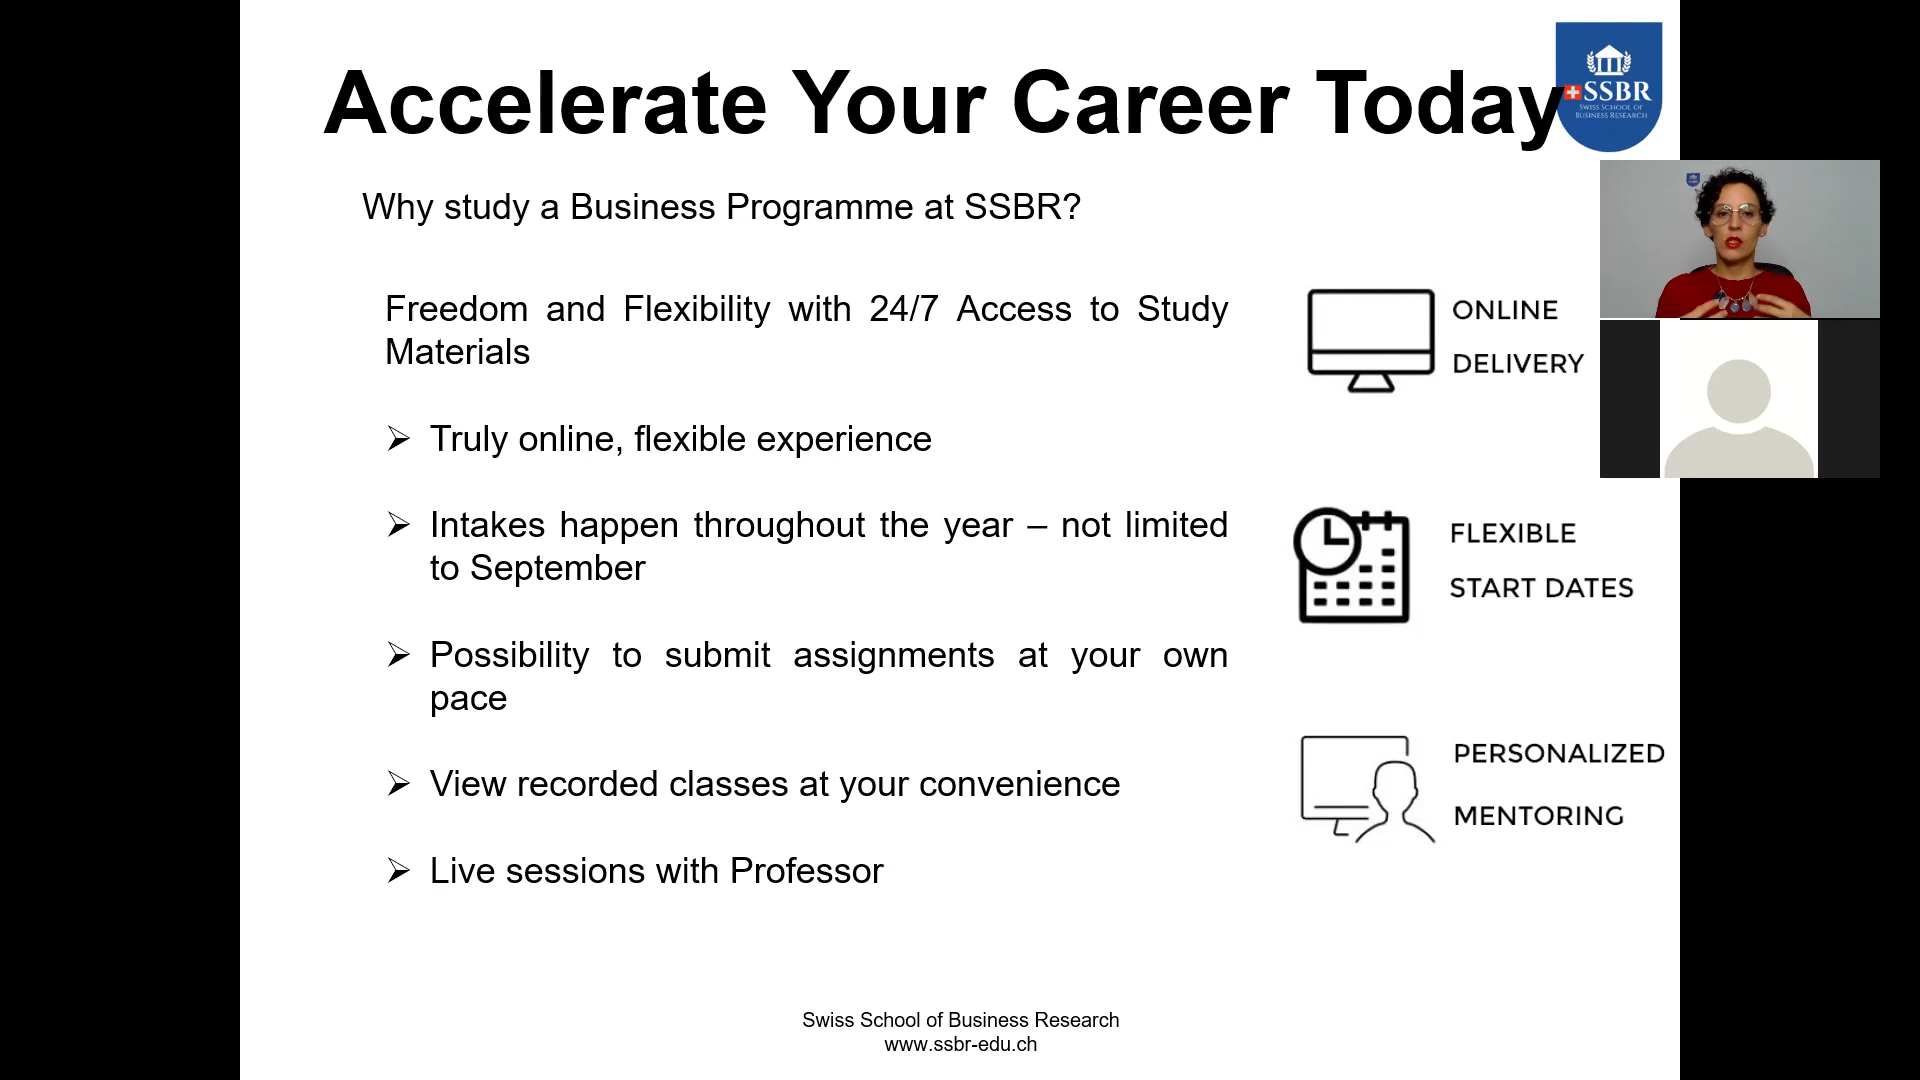 Accelerate Your Career Today
SSBR
SWISS SCHOOL OF
BUSINESS RESEARCH
Why study a Business Programme at SSBR?
Freedom and Flexibility with 24/7 Access to Study
Materials
➢ Truly online, flexible experience
➢ Intakes happen throughout the year – not limited
to September
➢ Possibility to submit assignments at your own
pace
➢ View recorded classes at your convenience
➢ Live sessions with Professor
ONLINE
DELIVERY
FLEXIBLE
START DATES
PERSONALIZED
MENTORING
Swiss School of Business Research
www.ssbr-edu.ch